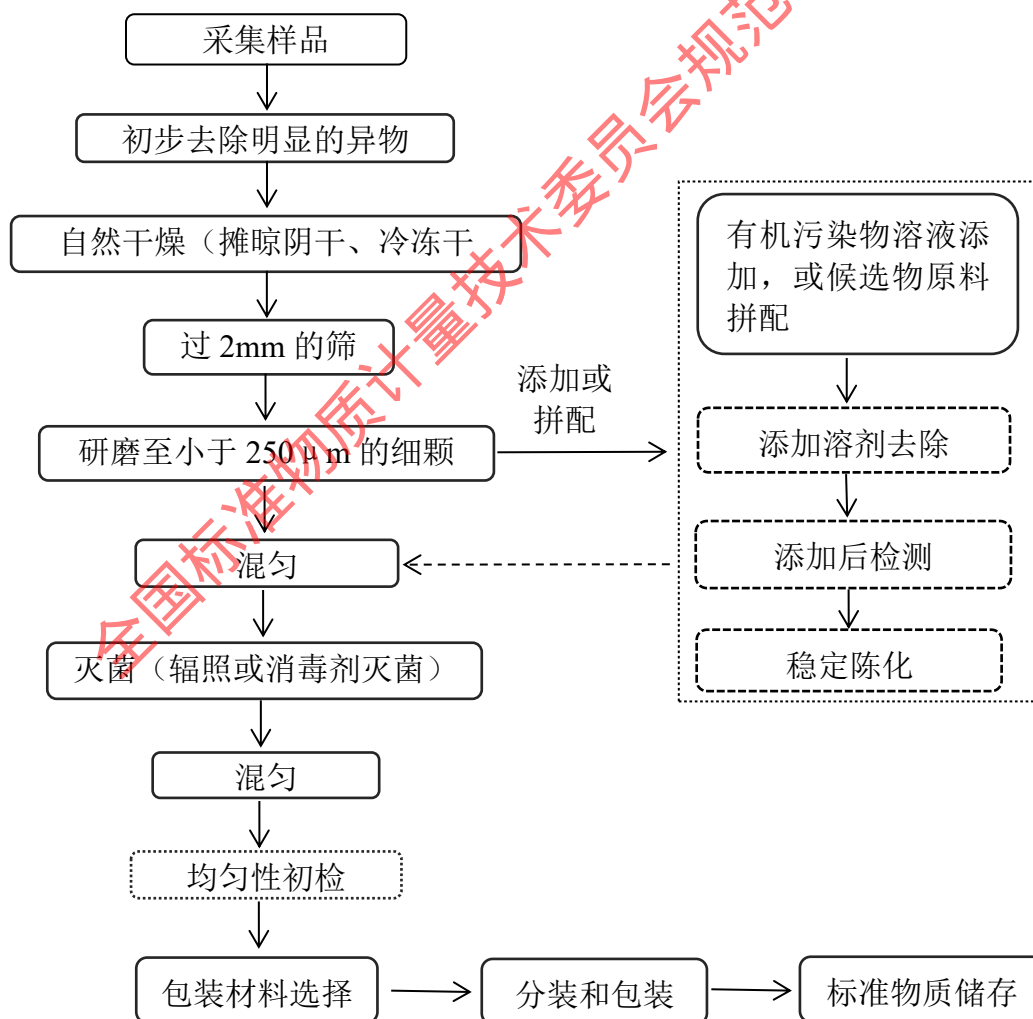 采集样品
初步去除明显的异物
自然干燥（摊晾阴干、冷冻干
过 2mm 的筛
研磨至小于 250μm 的细颗
添加或
拼配
有机污染物溶液添
加，或候选物原料
拼配
添加溶剂去除
添加后检测
稳定陈化
混匀
灭菌（辐照或消毒剂灭菌）
混匀
均匀性初检
包装材料选择
分装和包装
标准物质储存
全国标准物质计量技术委员会规范